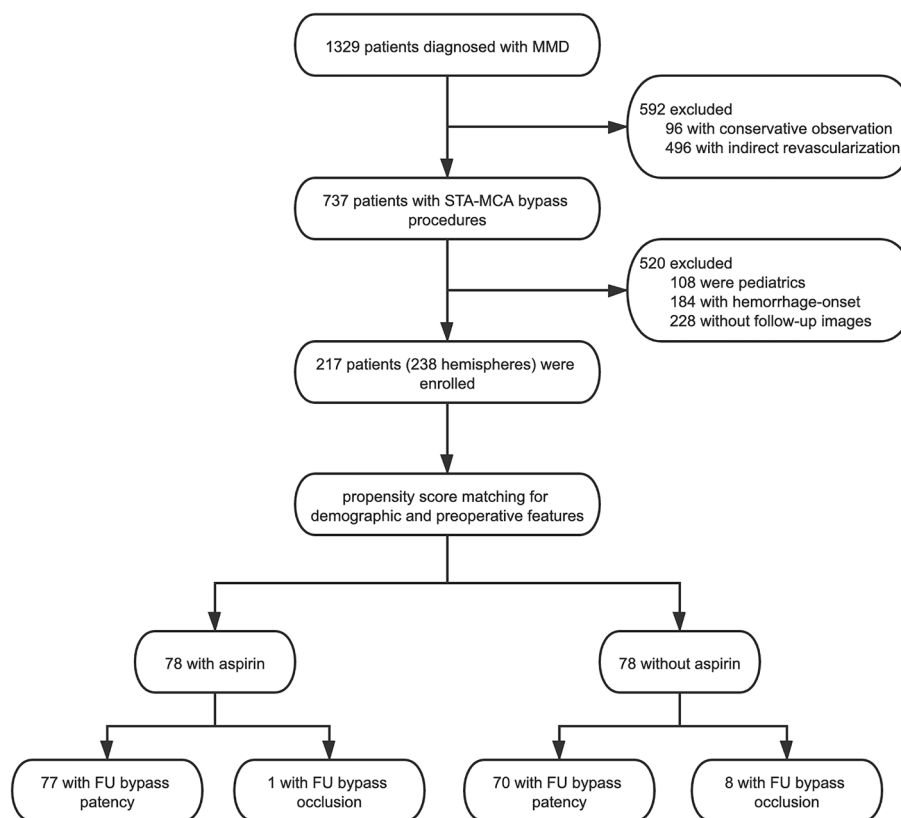 1329 patients diagnosed with MMD
592 excluded
96 with conservative observation
496 with indirect revascularization
737 patients with STA-MCA bypass
procedures
520 excluded
108 were pediatrics
184 with hemorrhage-onset
228 without follow-up images
217 patients (238 hemispheres) were
enrolled
propensity score matching for
demographic and preoperative features
78 with aspirin
78 without aspirin
77 with FU bypass
patency
1 with FU bypass
occlusion
70 with FU bypass
patency
8 with FU bypass
occlusion